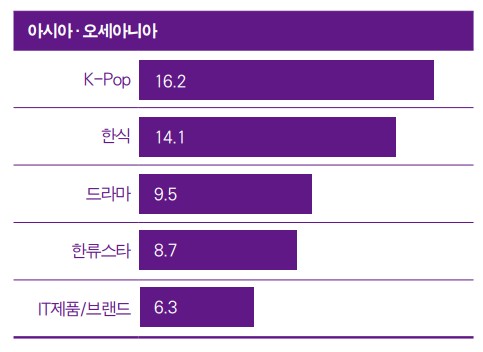 아시아 · 오세아니아
K-Pop 16.2
한식 14.1
드라마 9.5
한류스타 8.7
IT제품/브랜드 6.3